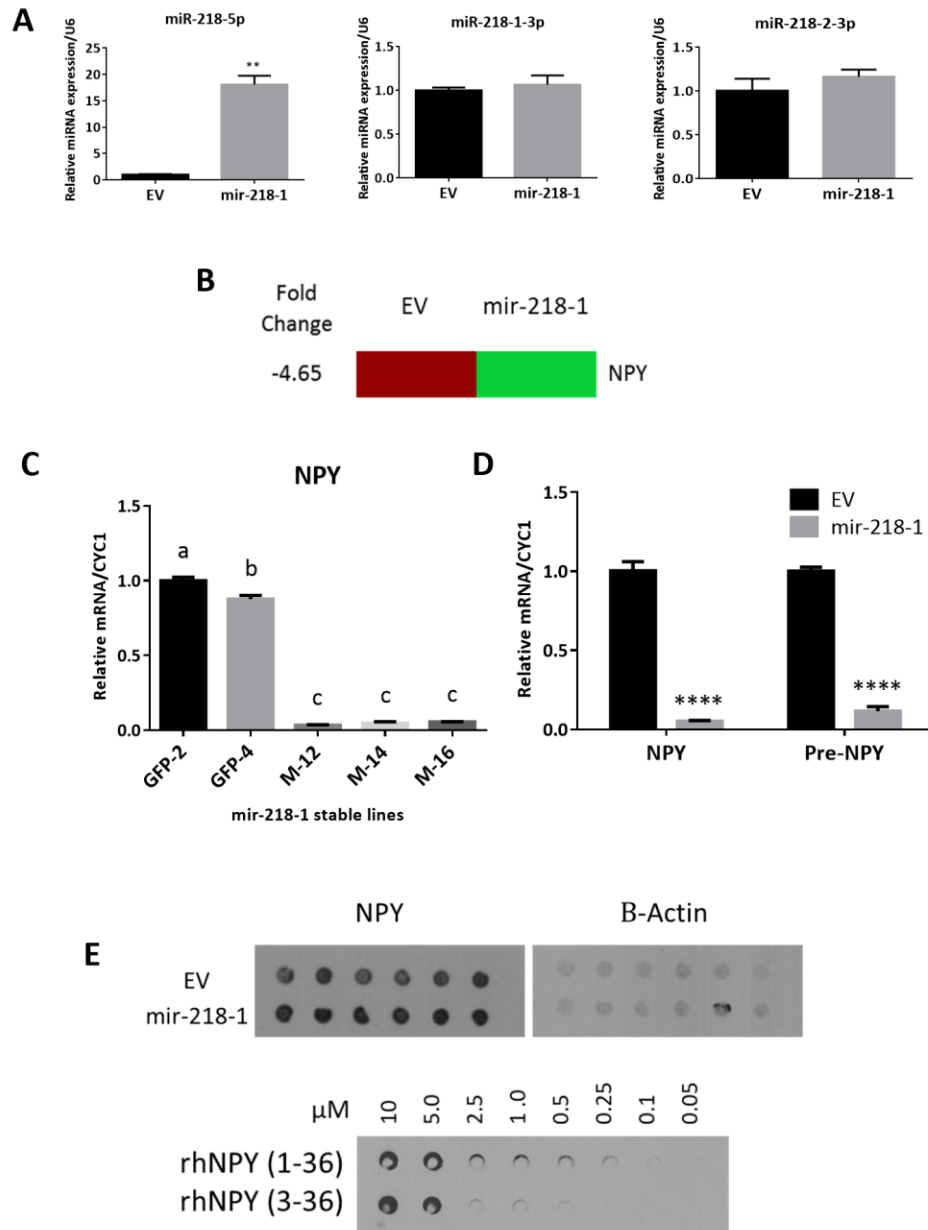 A
miR-218-5p
Relative miRNA expression/U6
25
20
15
10
5
0
**
EV
mir-218-1
miR-218-1-3p
Relative miRNA expression/U6
1.5
1.0
0.5
0.0
EV
mir-218-1
miR-218-2-3p
Relative miRNA expression/U6
1.5
1.0
0.5
0.0
EV
mir-218-1
B
Fold
Change
EV
mir-218-1
-4.65
NPY
C
NPY
Relative mRNA/CYC1
1.5
1.0
0.5
0.0
a
b
c
c
c
GFP-2
GFP-4
M-12
M-14
M-16
mir-218-1 stable lines
D
Relative mRNA/CYC1
1.5
1.0
0.5
0.0
EV
mir-218-1
****
****
NPY
Pre-NPY
E
NPY
B-Actin
EV
mir-218-1
μM
10
5.0
2.5
1.0
0.5
0.25
0.1
0.05
rhNPY (1-36)
rhNPY (3-36)